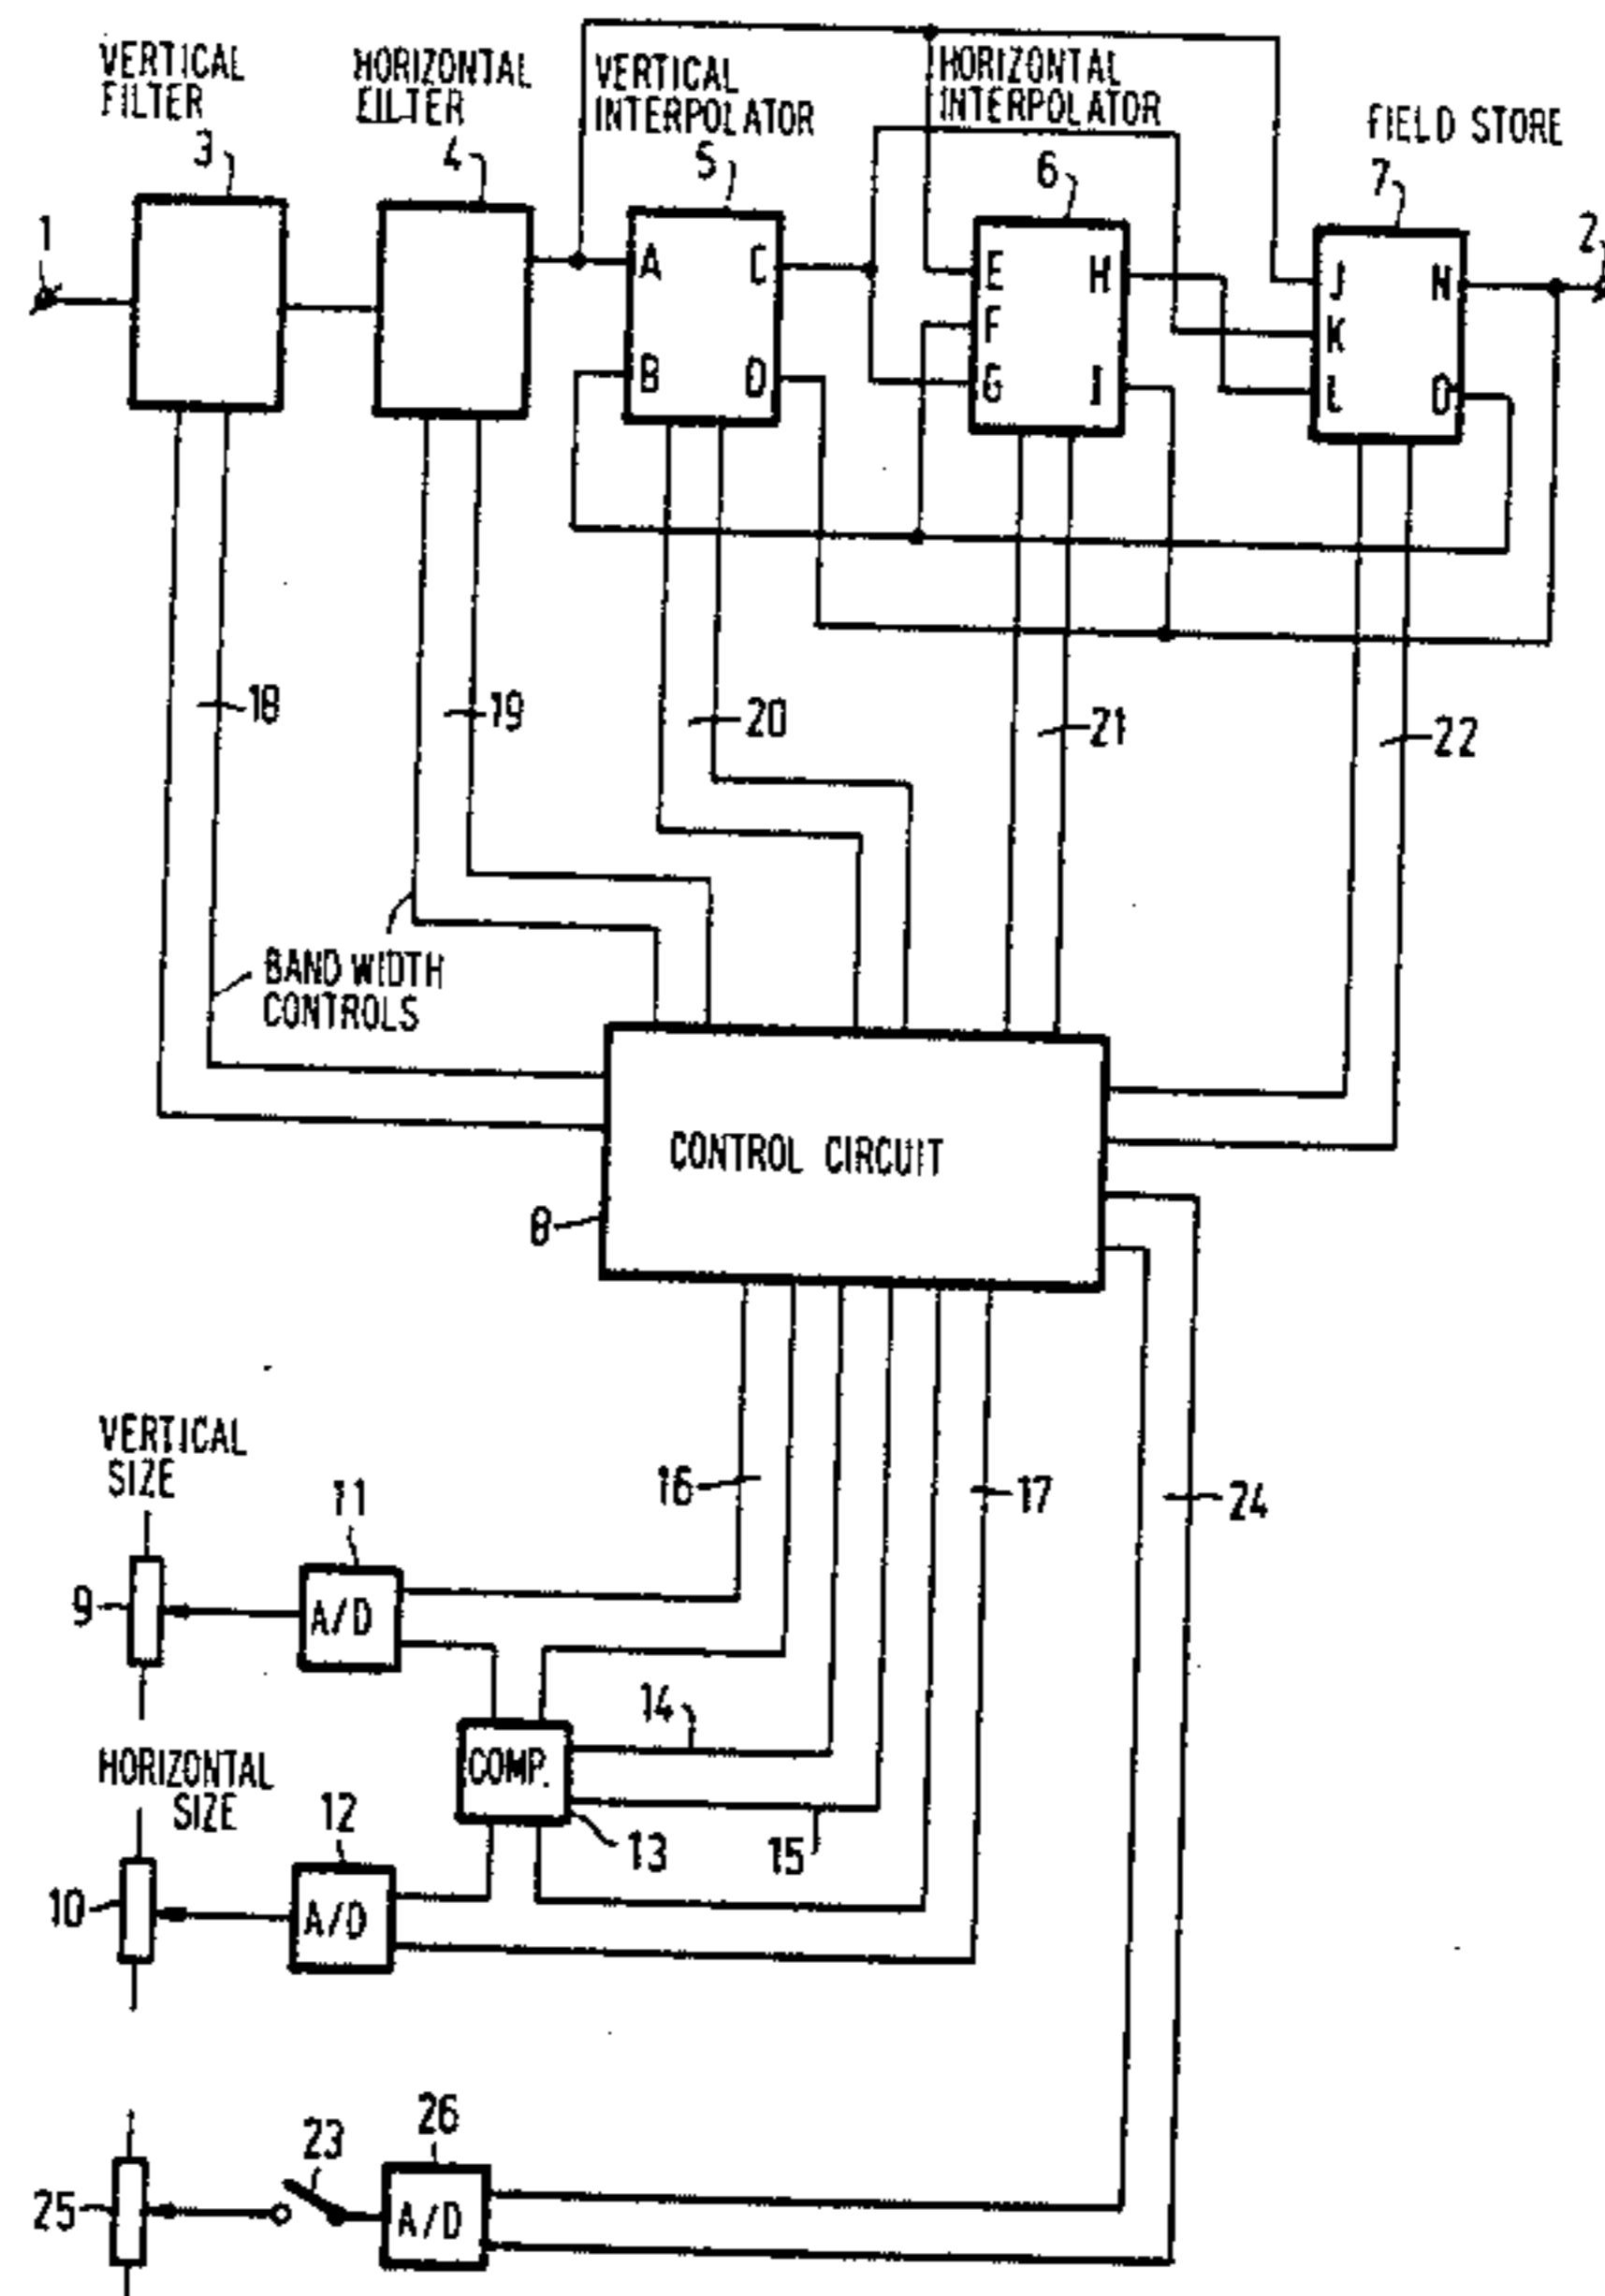 VERTICAL
FILTER
HORIZONTAL
FILTER
VERTICAL
INTERPOLATOR
HORIZONTAL
INTERPOLATOR
FIELD STORE
3
4
5
6
7
1
2
A
C
B
D
E
H
F
G
I
J
N
K
L
O
18
19
20
21
22
BAND WIDTH
CONTROLS
CONTROL CIRCUIT
8
VERTICAL
SIZE
11
16
17
24
9
A/D
14
HORIZONTAL
SIZE
COMP.
12
13
15
10
A/D
26
23
25
A/D